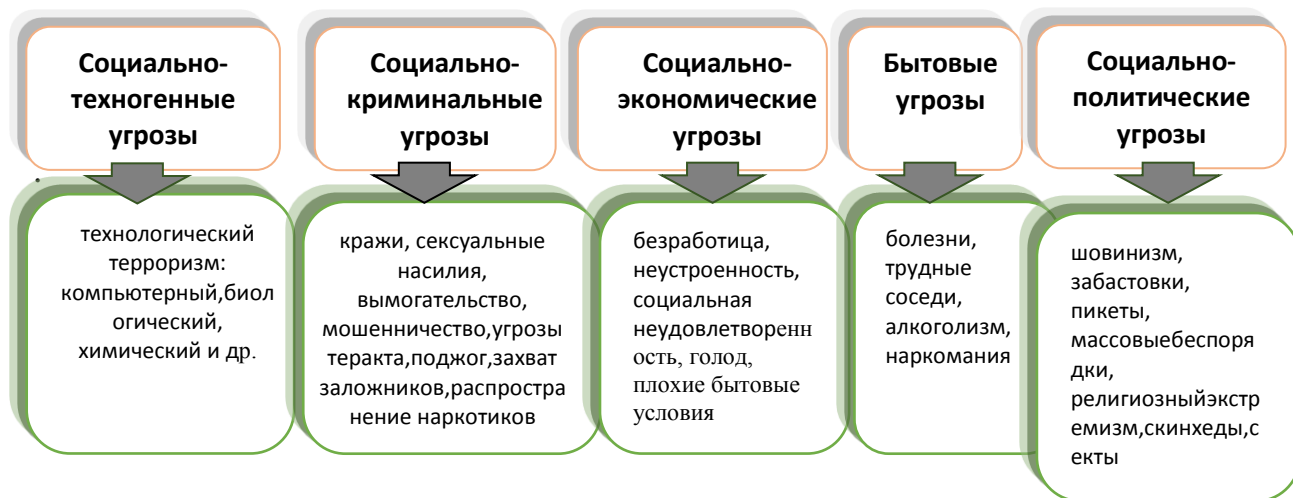 Социально-
техногенные
угрозы
Социально-
криминальные
угрозы
Социально-
экономические
угрозы
Бытовые
угрозы
Социально-
политические
угрозы
технологический
терроризм:
компьютерный,биол
огический,
химический и др.
кражи, сексуальные
насилия,
вымогательство,
мошенничество,угрозы
теракта,поджог,захват
заложников,распростра
нение наркотиков
безработица,
неустроенность,
социальная
неудовлетворенн
ость, голод,
плохие бытовые
условия
болезни,
трудные
соседи,
алкоголизм,
наркомания
шовинизм,
забастовки,
пикеты,
массовыебеспоря
дки,
религиозныйэкстр
емизм,скинхеды,с
екты